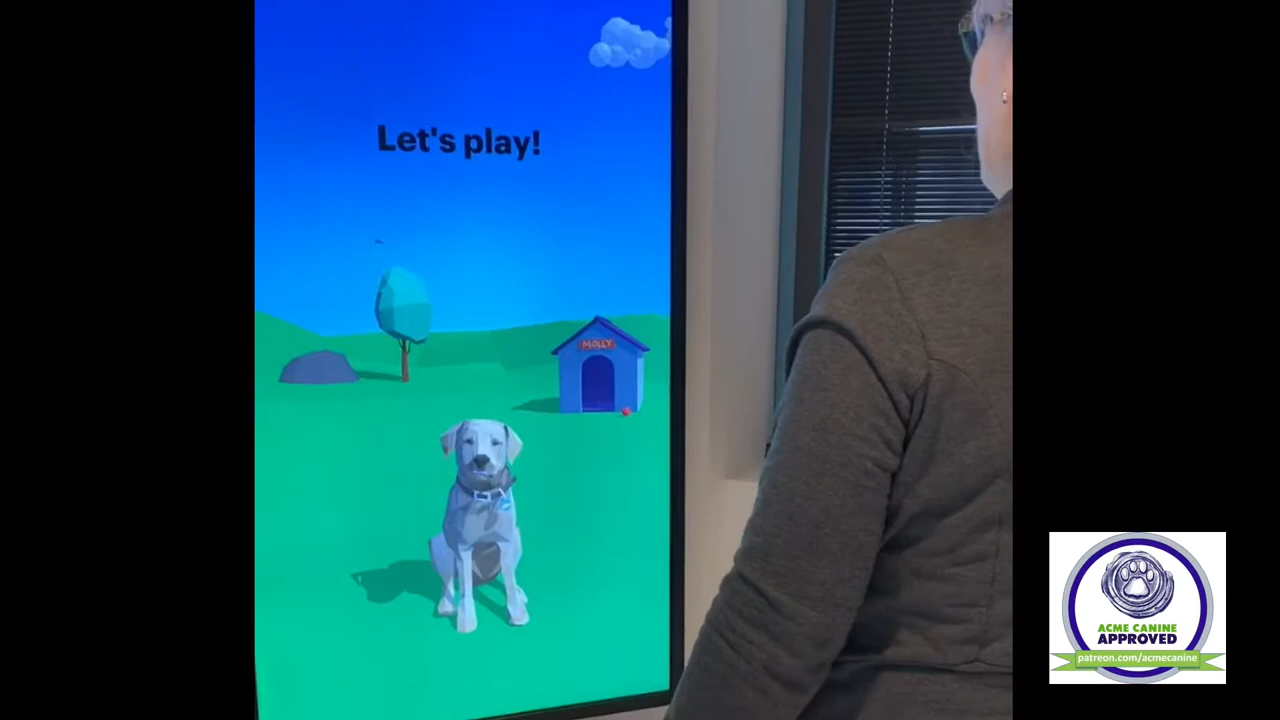 Let's play!
MOLLY
ACME CANINE
APPROVED
patreon.com/acmecanine